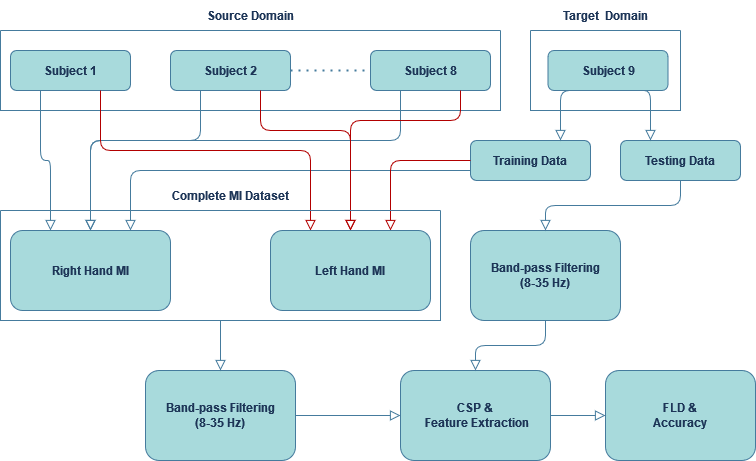 Source Domain
Target Domain
Subject 1
Subject 2
Subject 8
Subject 9
Training Data
Testing Data
Complete MI Dataset
Right Hand MI
Left Hand MI
Band-pass Filtering
(8-35 Hz)
Band-pass Filtering
(8-35 Hz)
CSP &
Feature Extraction
FLD &
Accuracy